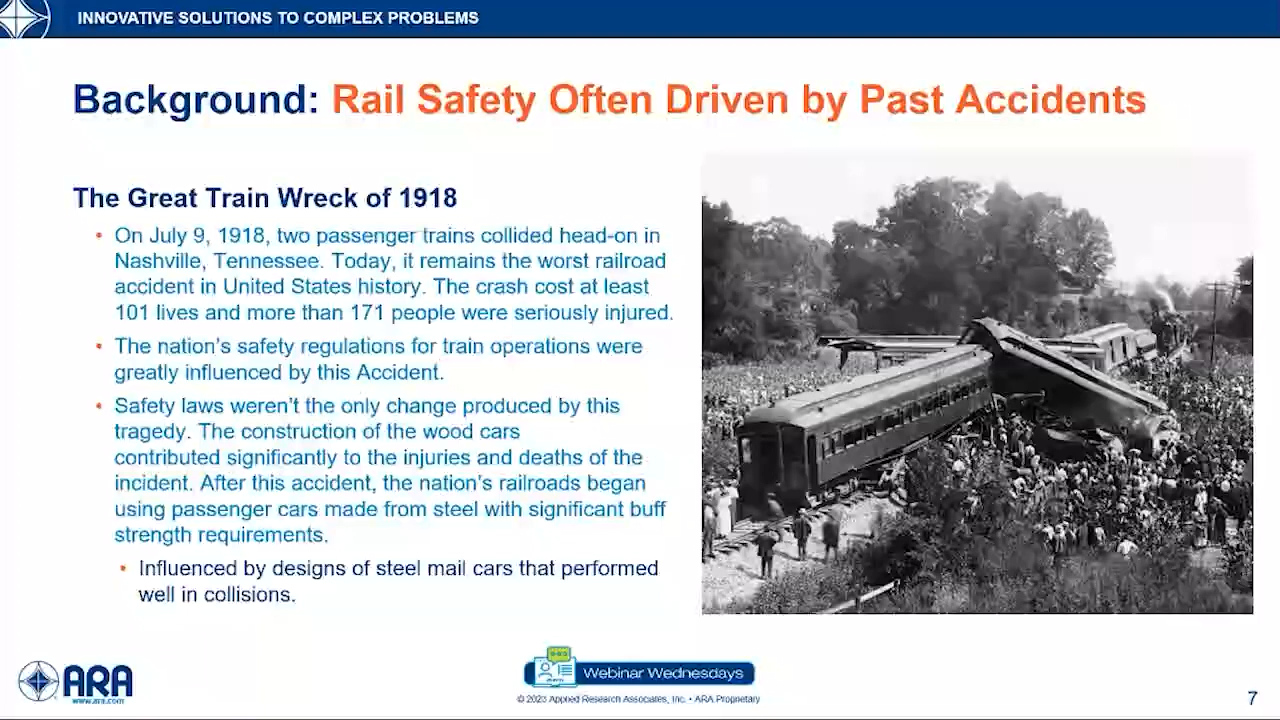 INNOVATIVE SOLUTIONS TO COMPLEX PROBLEMS
Background: Rail Safety Often Driven by Past Accidents
The Great Train Wreck of 1918
• On July 9, 1918, two passenger trains collided head-on in
Nashville, Tennessee. Today, it remains the worst railroad
accident in United States history. The crash cost at least
101 lives and more than 171 people were seriously injured.
• The nation's safety regulations for train operations were
greatly influenced by this Accident.
• Safety laws weren't the only change produced by this
tragedy. The construction of the wood cars
contributed significantly to the injuries and deaths of the
incident. After this accident, the nation's railroads began
using passenger cars made from steel with significant buff
strength requirements.
• Influenced by designs of steel mail cars that performed
well in collisions.
ARA
www.ara.com
Webinar Wednesdays
© 2023 Applied Research Associates, Inc. • ARA Proprietary
7